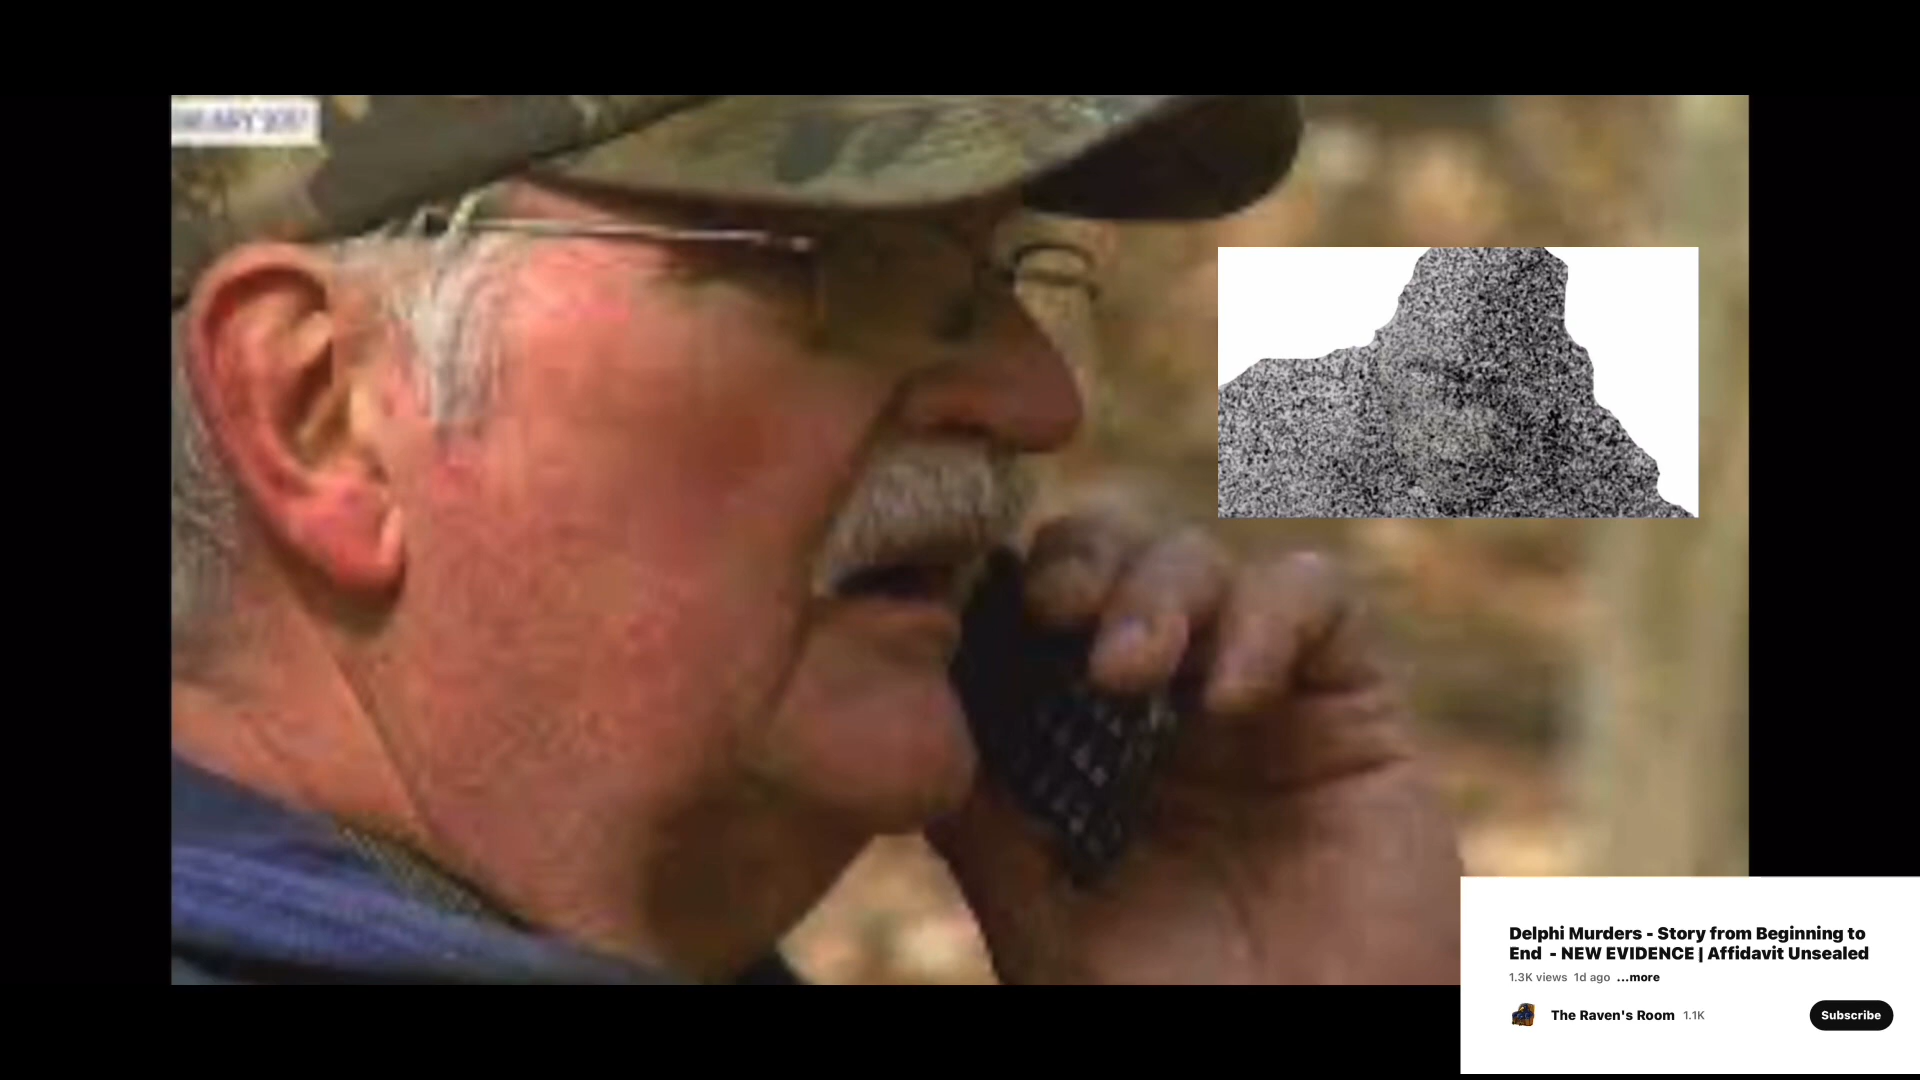 Delphi Murders - Story from Beginning to
End - NEW EVIDENCE | Affidavit Unsealed
1.3K views 1d ago ...more
The Raven's Room 1.1K
Subscribe